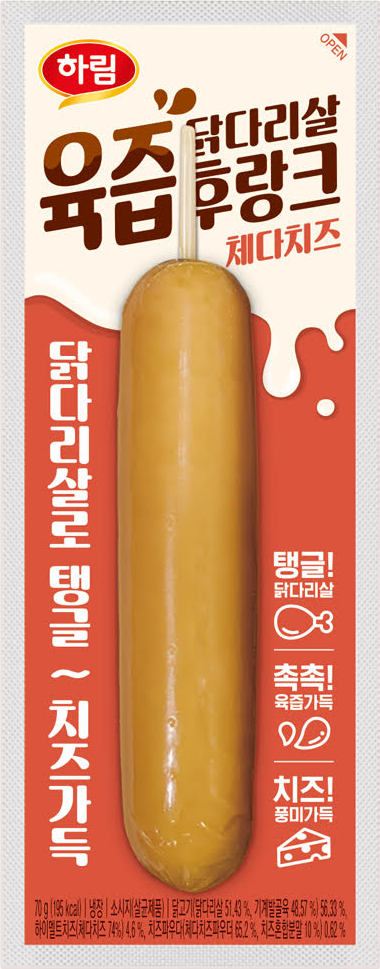 하림
OPEN
육즙
닭다리살
후랑크
체다치즈
닭다리살로 탱글 ~ 치즈가득
탱글!
닭다리살
촉촉!
육즙가득
치즈!
풍미가득
70 g (195 kcal) | 냉장 | 소시지(살균제품) | 닭고기(닭다리살 51.43 %, 기계발골육 48.57 %) 56.33 %,
하이멜트치즈(체다치즈 74%) 4.6 %, 치즈파우더(체다치즈파우더 65.2 %, 치즈혼합분말 10 %) 0.62 %